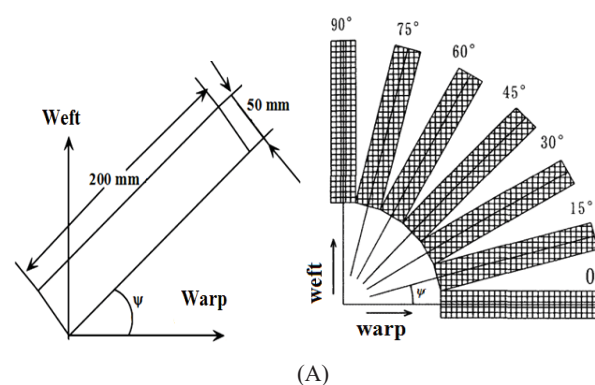 Weft
200 mm
50 mm
Warp
ψ
90°
75°
60°
45°
30°
15°
0
weft
warp
ψ
(A)